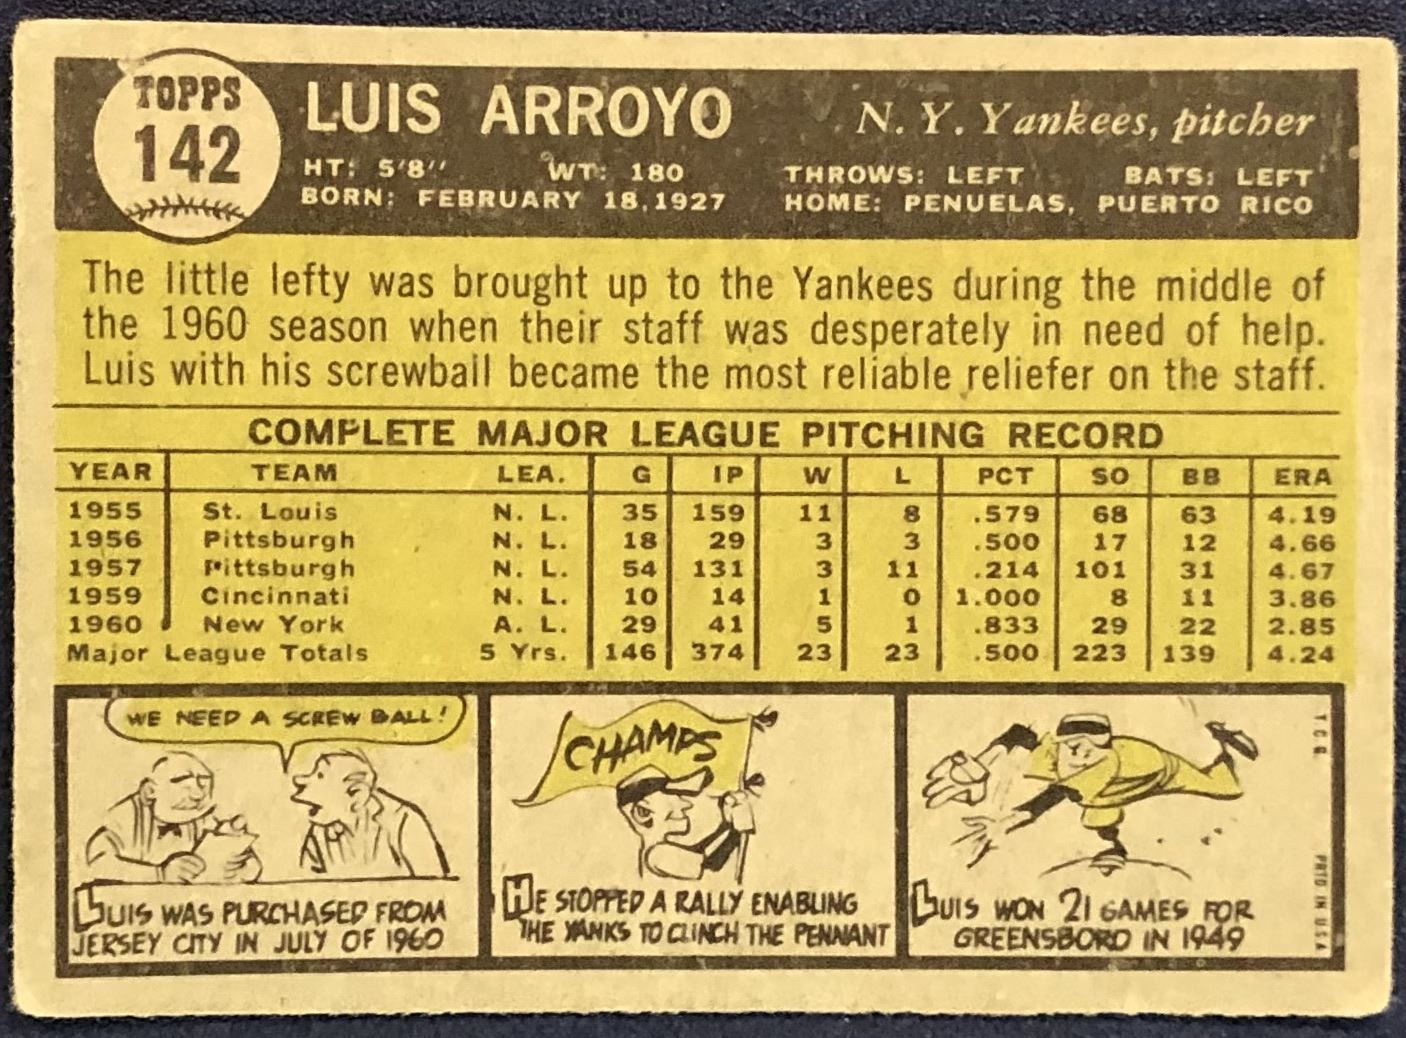 TOPPS
142
LUIS ARROYO
N. Y. Yankees, pitcher
HT: 5'8'' WT: 180 THROWS: LEFT BATS: LEFT
BORN: FEBRUARY 18, 1927 HOME: PENUELAS, PUERTO RICO
The little lefty was brought up to the Yankees during the middle of
the 1960 season when their staff was desperately in need of help.
Luis with his screwball became the most reliable reliefer on the staff.
COMPLETE MAJOR LEAGUE PITCHING RECORD
YEAR TEAM LEA. G IP W L PCT SO BB ERA
1955 St. Louis N. L. 35 159 11 8 .579 68 63 4.19
1956 Pittsburgh N. L. 18 29 3 3 .500 17 12 4.66
1957 Pittsburgh N. L. 54 131 3 11 .214 101 31 4.67
1959 Cincinnati N. L. 10 14 1 0 1.000 8 11 3.86
1960 New York A. L. 29 41 5 1 .833 29 22 2.85
Major League Totals 5 Yrs. 146 374 23 23 .500 223 139 4.24
WE NEED A SCREW BALL!
LUIS WAS PURCHASED FROM
JERSEY CITY IN JULY OF 1960
CHAMPS
HE STOPPED A RALLY ENABLING
THE YANKS TO CLINCH THE PENNANT
LUIS WON 21 GAMES FOR
GREENSBORO IN 1949
T.C.G. PRTD IN U.S.A.